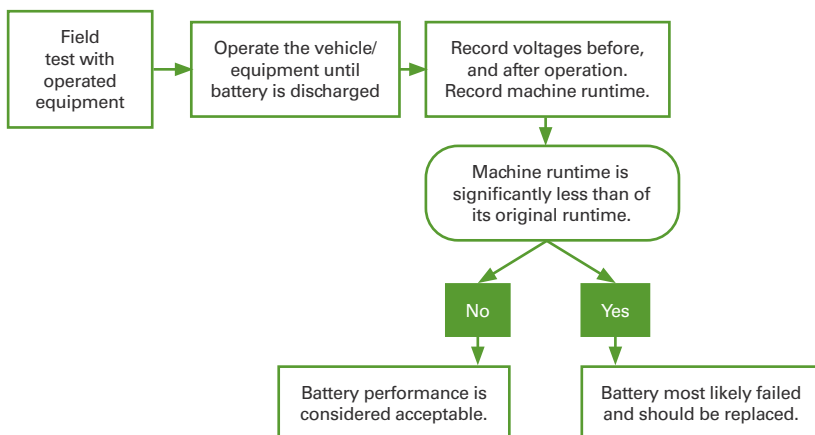 Field
test with
operated
equipment
Operate the vehicle/
equipment until
battery is discharged
Record voltages before,
and after operation.
Record machine runtime.
Machine runtime is
significantly less than of
its original runtime.
No
Yes
Battery performance is
considered acceptable.
Battery most likely failed
and should be replaced.